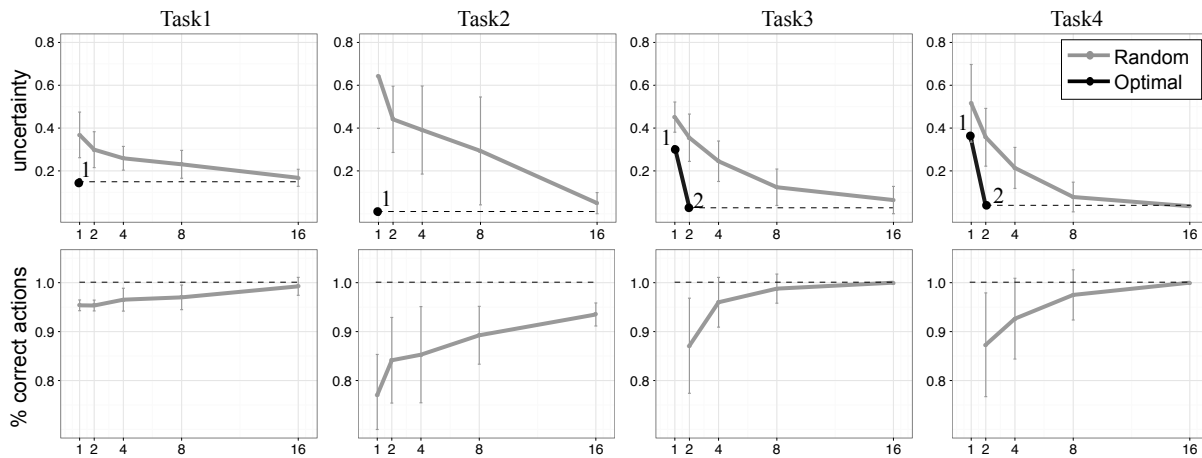 Task1 Task2 Task3 Task4
uncertainty
0.8 0.8 0.8 0.8
0.6 0.6 0.6 0.6
0.4 0.4 0.4 0.4
0.2 0.2 0.2 0.2
1 1 1 2 1 2
Random
Optimal
1 2 4 8 16 1 2 4 8 16 1 2 4 8 16 1 2 4 8 16
% correct actions
1.0 1.0 1.0 1.0
0.9 0.9 0.9 0.9
0.8 0.8 0.8 0.8
1 2 4 8 16 1 2 4 8 16 1 2 4 8 16 1 2 4 8 16